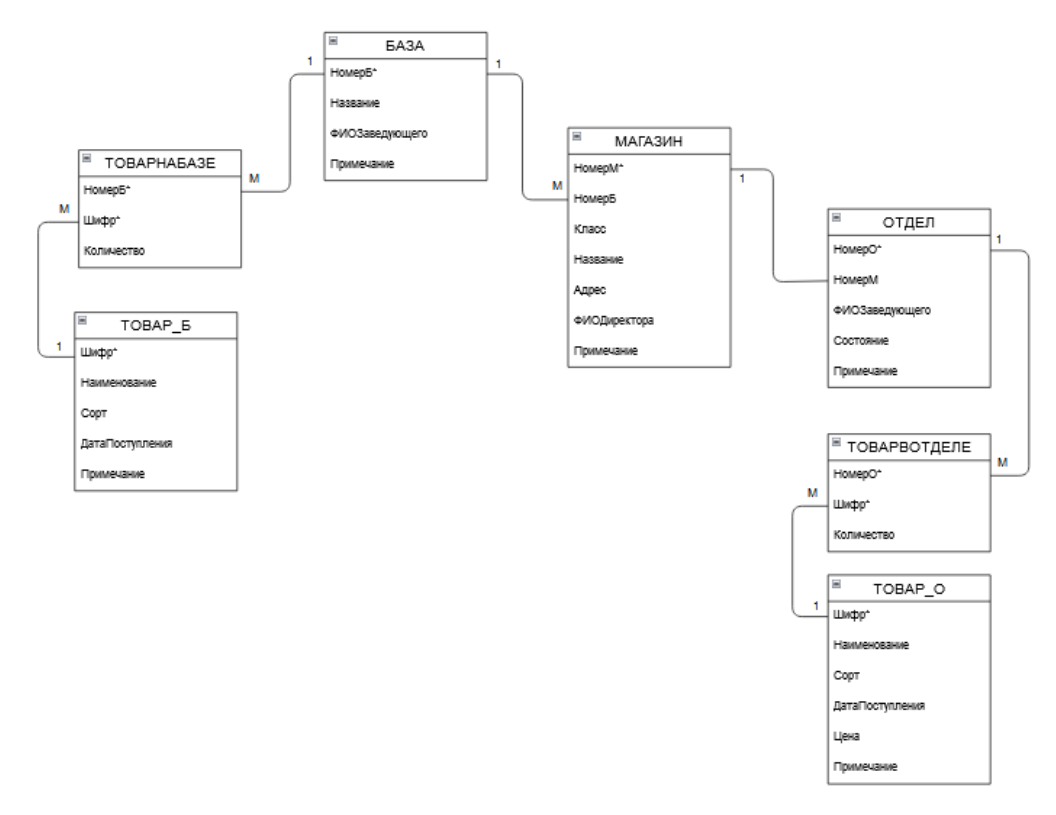 БАЗА
НомерБ*
Название
ФИОЗаведующего
Примечание
1
1
ТОВАРНАБАЗЕ
НомерБ*
Шифр*
Количество
М
М
ТОВАР_Б
Шифр*
Наименование
Сорт
ДатаПоступления
Примечание
1
МАГАЗИН
НомерМ*
НомерБ
Класс
Название
Адрес
ФИОДиректора
Примечание
М
1
ОТДЕЛ
НомерО*
НомерМ
ФИОЗаведующего
Состояние
Примечание
1
ТОВАРВОТДЕЛЕ
НомерО*
Шифр*
Количество
М
М
ТОВАР_О
Шифр*
Наименование
Сорт
ДатаПоступления
Цена
Примечание
1